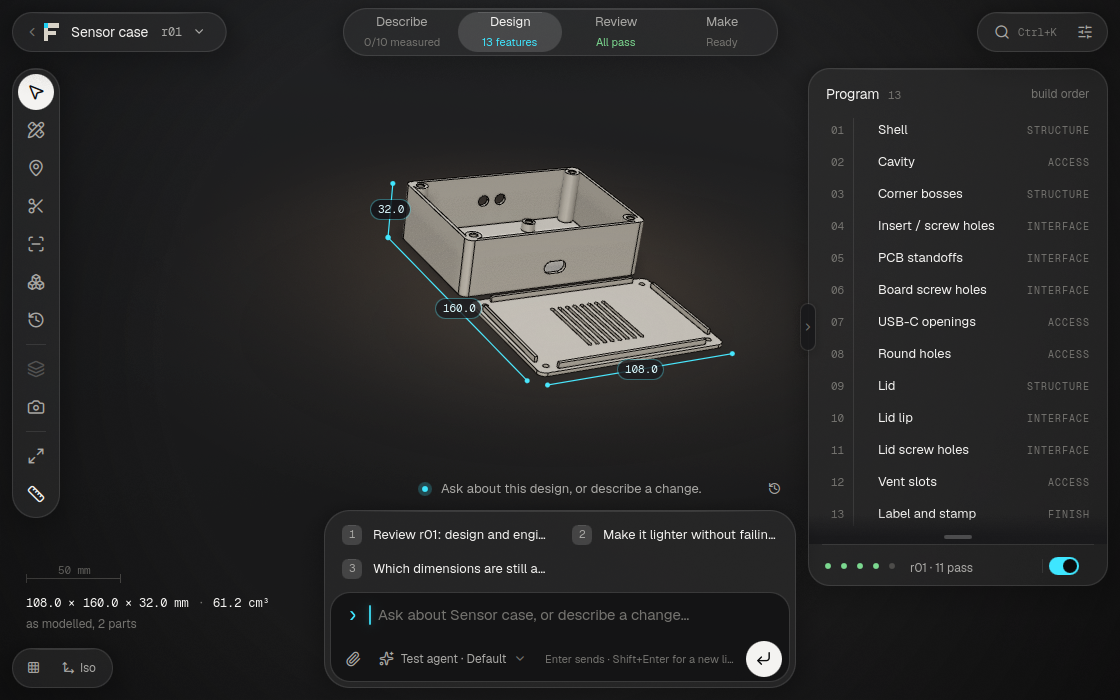 Sensor case r01
Describe
0/10 measured
Design
13 features
Review
All pass
Make
Ready
Ctrl+K
Program 13 build order
01 Shell STRUCTURE
02 Cavity ACCESS
03 Corner bosses STRUCTURE
04 Insert / screw holes INTERFACE
05 PCB standoffs INTERFACE
06 Board screw holes INTERFACE
07 USB-C openings ACCESS
08 Round holes ACCESS
09 Lid STRUCTURE
10 Lid lip INTERFACE
11 Lid screw holes INTERFACE
12 Vent slots ACCESS
13 Label and stamp FINISH
r01 · 11 pass
32.0
160.0
108.0
Ask about this design, or describe a change.
1 Review r01: design and engi…
2 Make it lighter without failin…
3 Which dimensions are still a…
Ask about Sensor case, or describe a change…
Test agent · Default
Enter sends · Shift+Enter for a new li…
50 mm
108.0 × 160.0 × 32.0 mm · 61.2 cm³
as modelled, 2 parts
Iso